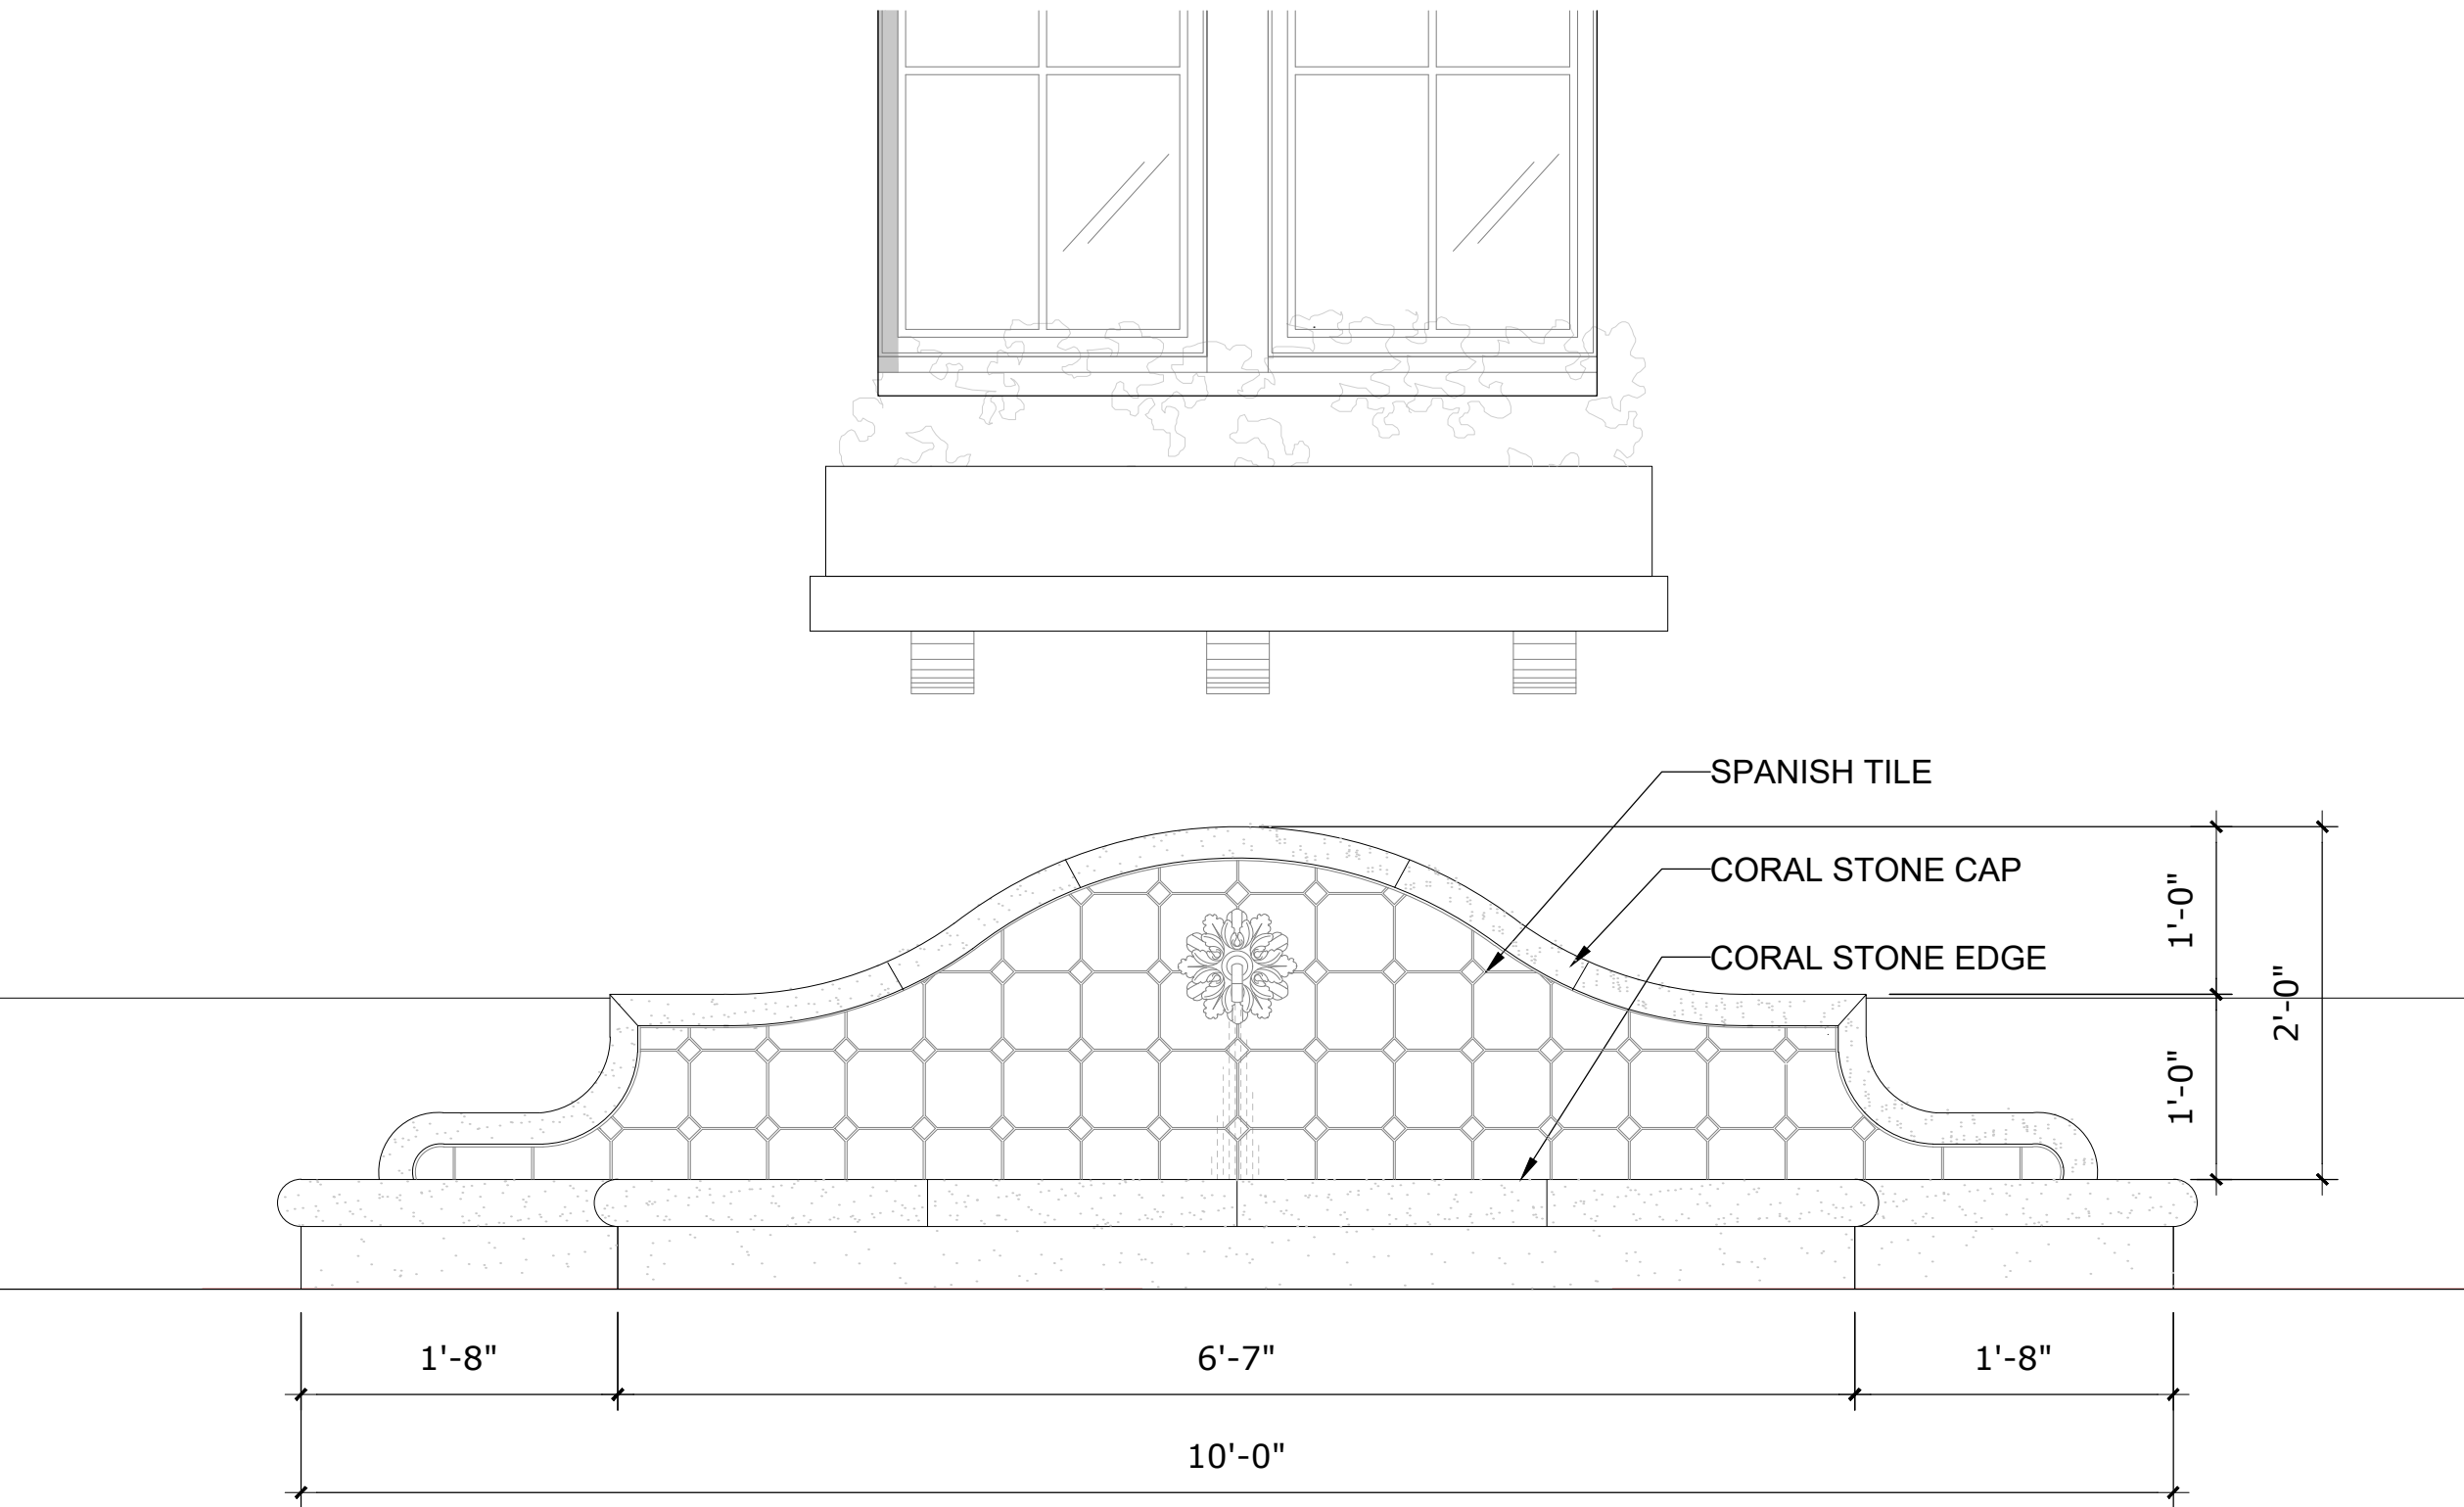 SPANISH TILE
CORAL STONE CAP
CORAL STONE EDGE
1'-0"
2'-0"
1'-0"
1'-8"
6'-7"
1'-8"
10'-0"